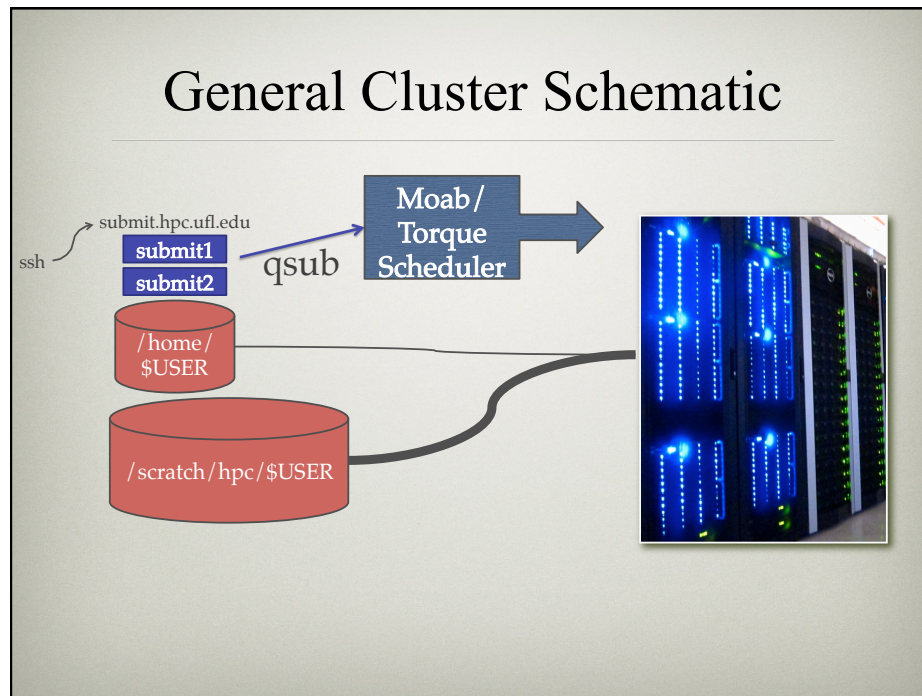 General Cluster Schematic
ssh
submit.hpc.ufl.edu
submit1
submit2
qsub
Moab/
Torque
Scheduler
/home/
$USER
/scratch/hpc/$USER